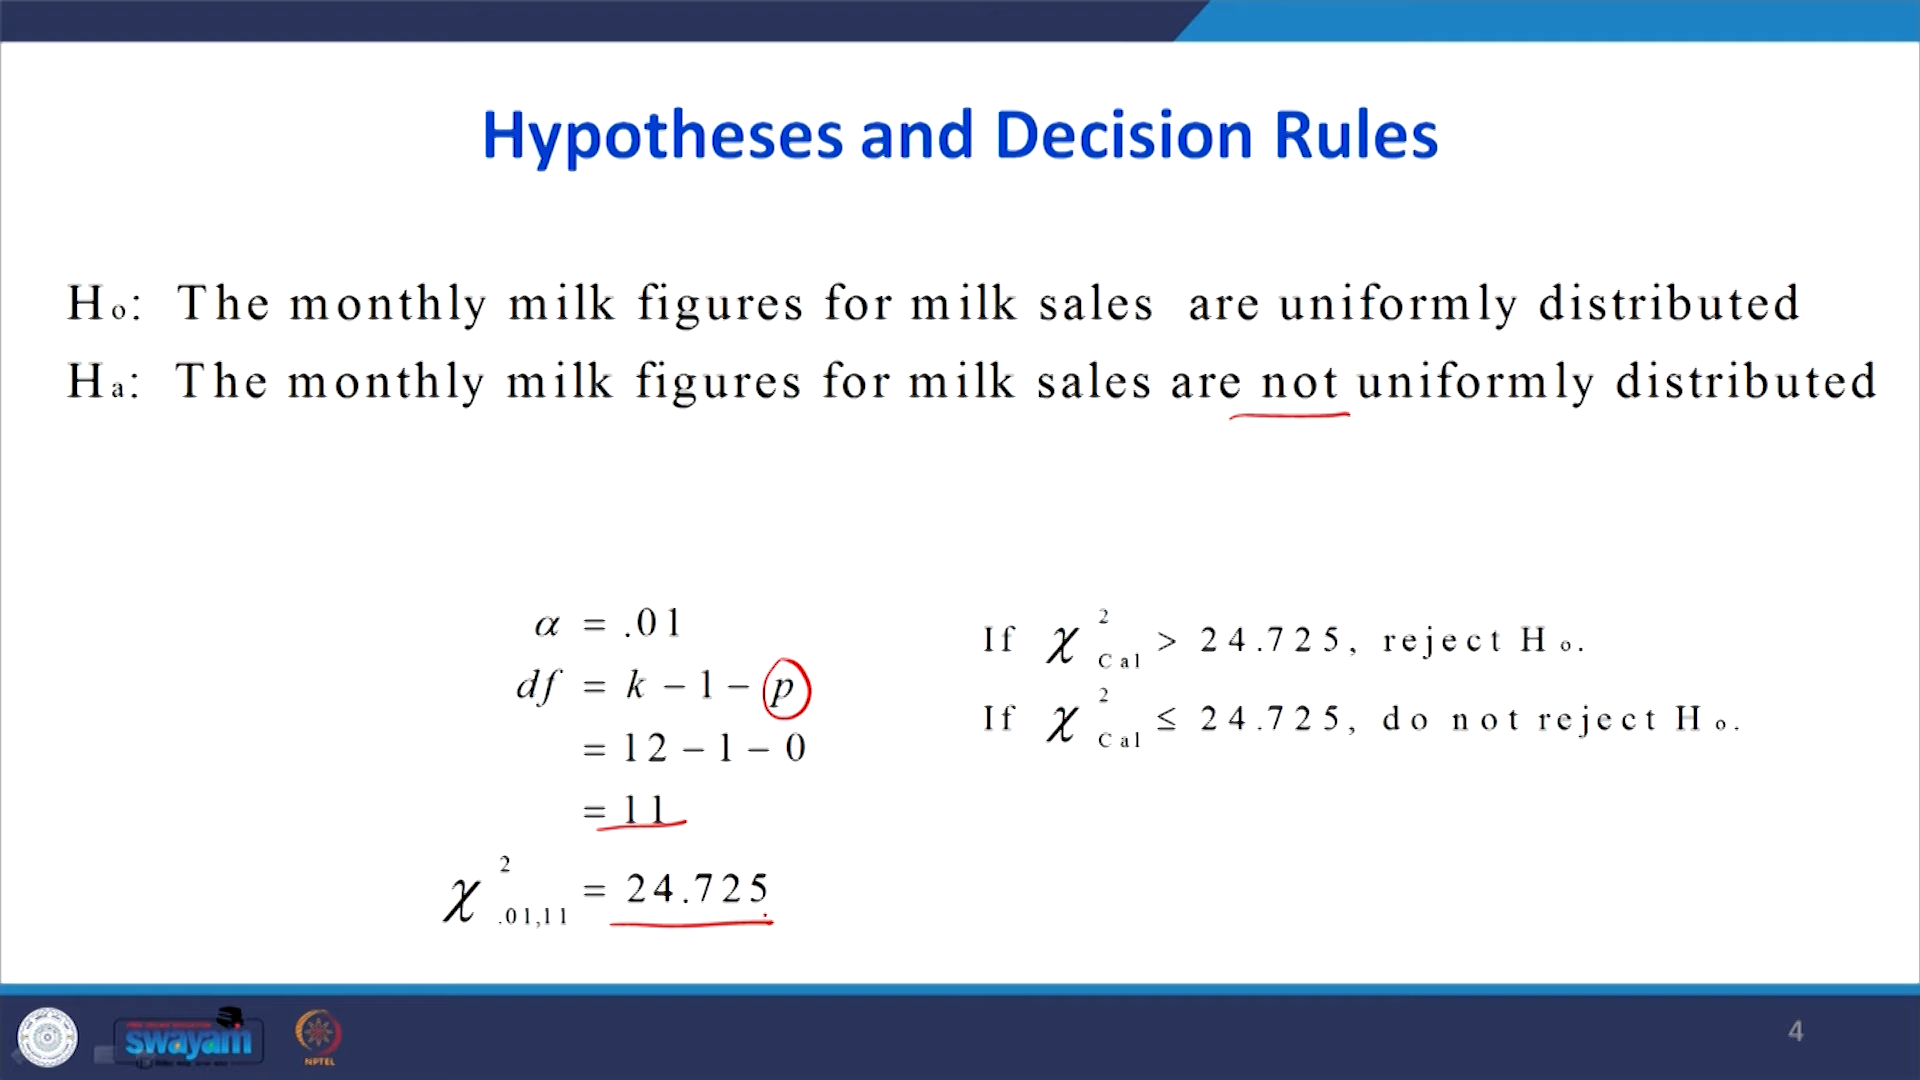 Hypotheses and Decision Rules
Ho: The monthly milk figures for milk sales are uniformly distributed
Ha: The monthly milk figures for milk sales are not uniformly distributed
α = .01
df = k − 1 − p
= 12 − 1 − 0
= 11
χ².01,11 = 24.725
If χ²Cal > 24.725, reject Ho.
If χ²Cal ≤ 24.725, do not reject Ho.
swayam
NPTEL
4